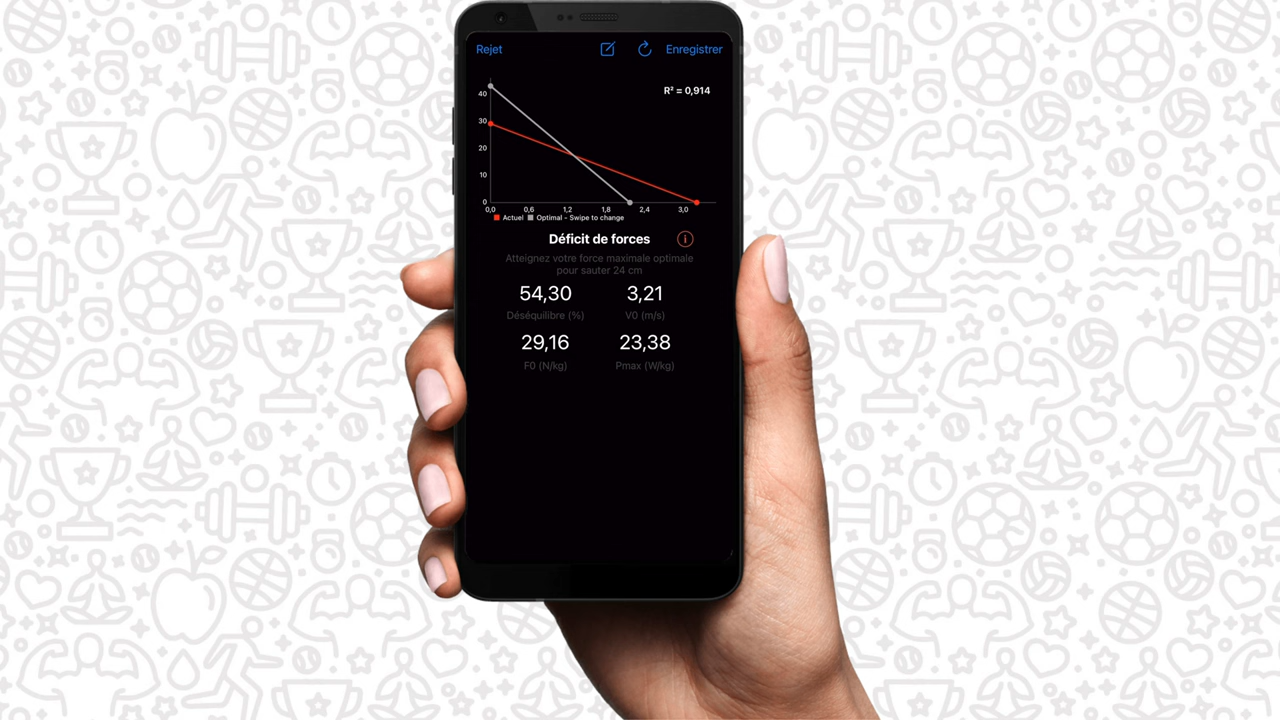 Rejet
Enregistrer
R² = 0,914
40
30
20
10
0
0,0 0,6 1,2 1,8 2,4 3,0
Actuel Optimal - Swipe to change
Déficit de forces
Atteignez votre force maximale optimale
pour sauter 24 cm
54,30 3,21
Déséquilibre (%) V0 (m/s)
29,16 23,38
F0 (N/kg) Pmax (W/kg)